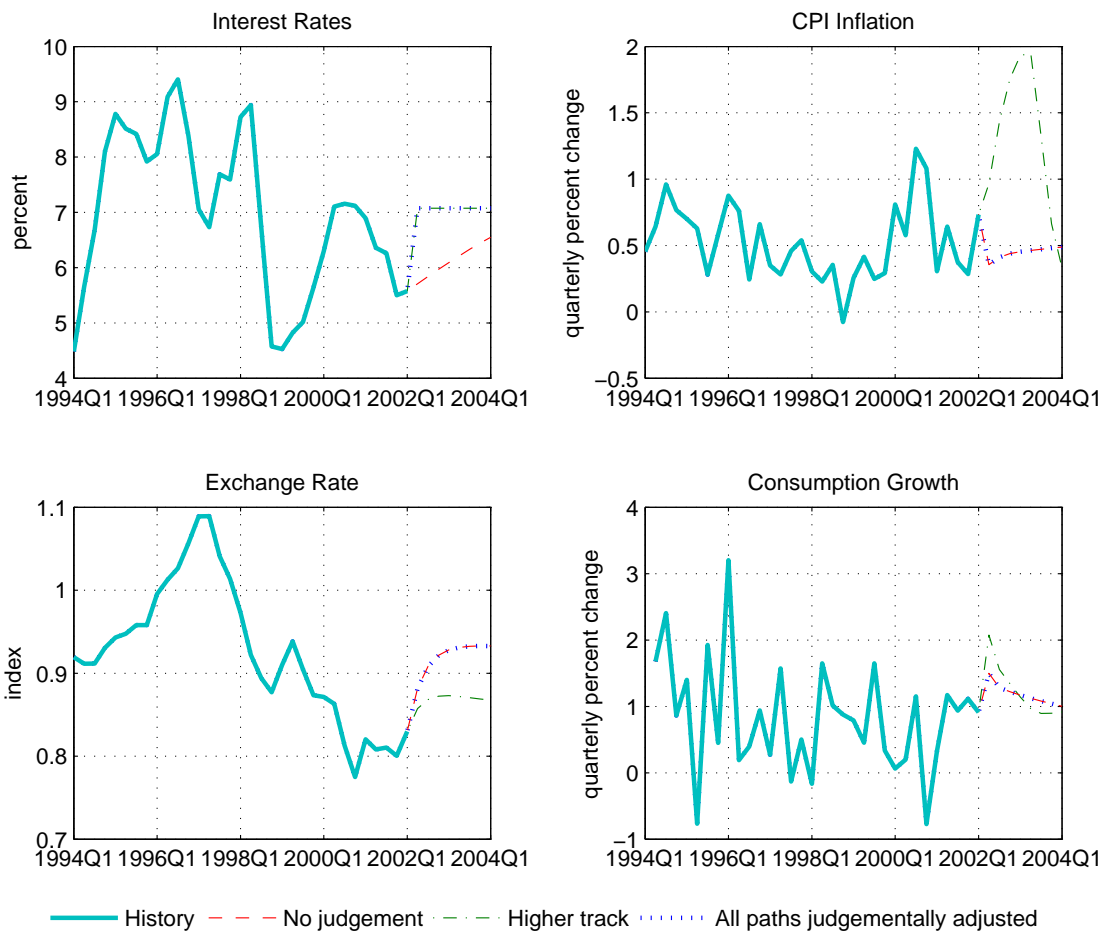 Interest Rates
percent
10
9
8
7
6
5
4
1994Q1 1996Q1 1998Q1 2000Q1 2002Q1 2004Q1
CPI Inflation
quarterly percent change
2
1.5
1
0.5
0
−0.5
1994Q1 1996Q1 1998Q1 2000Q1 2002Q1 2004Q1
Exchange Rate
index
1.1
1
0.9
0.8
0.7
1994Q1 1996Q1 1998Q1 2000Q1 2002Q1 2004Q1
Consumption Growth
quarterly percent change
4
3
2
1
0
−1
1994Q1 1996Q1 1998Q1 2000Q1 2002Q1 2004Q1
History No judgement Higher track All paths judgementally adjusted